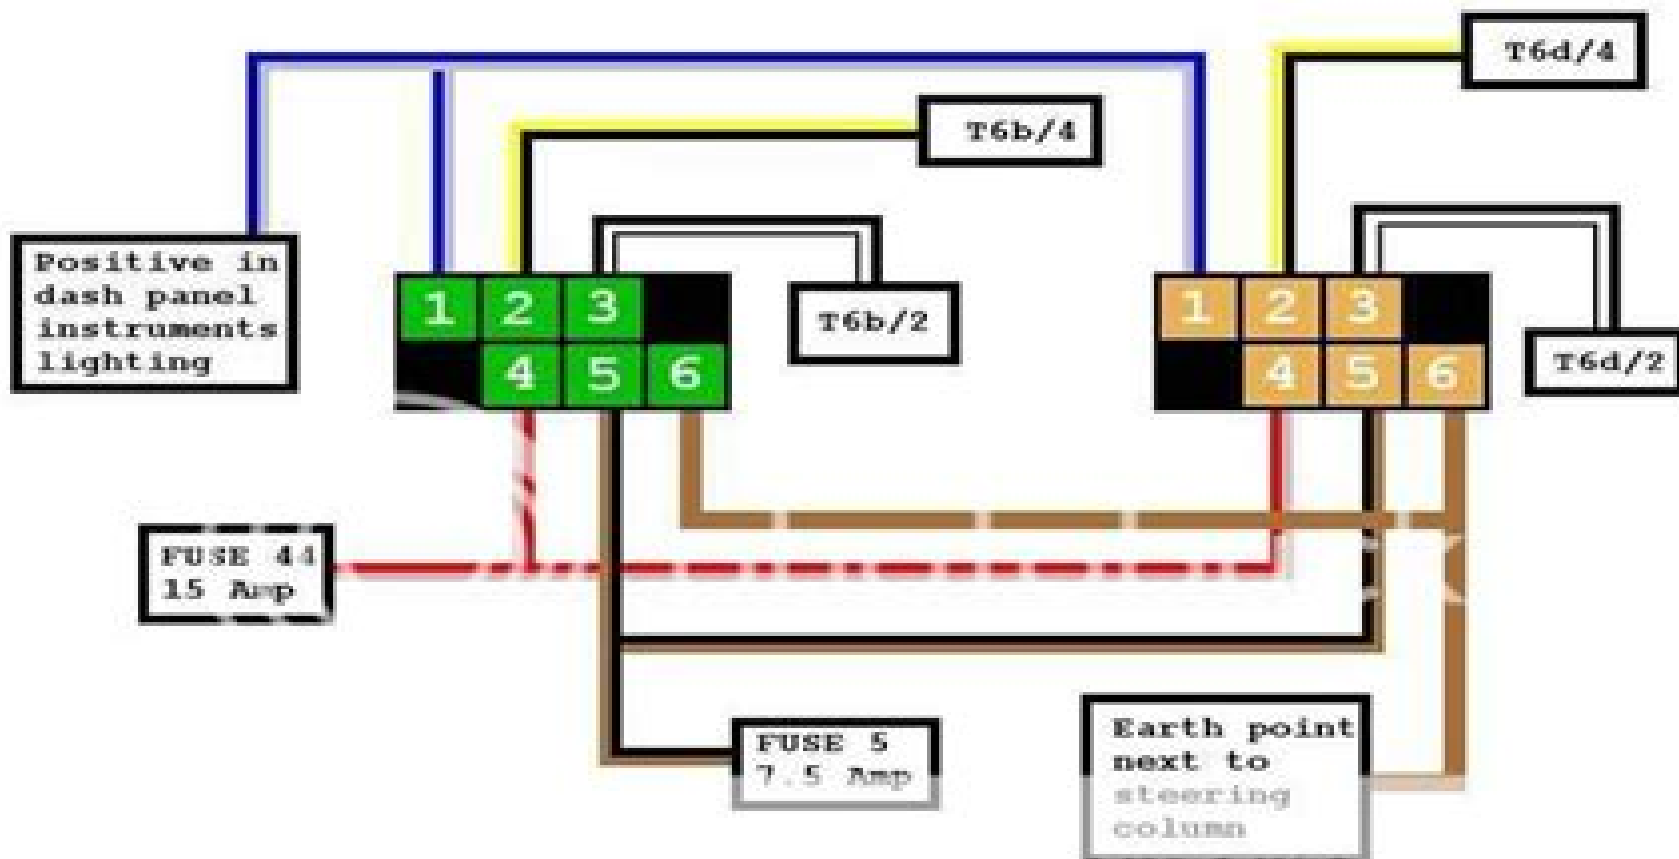 T6d/4
T6b/4
Positive in
dash panel
instruments
lighting
1 2 3
4 5 6
T6b/2
1 2 3
4 5 6
T6d/2
FUSE 44
15 Amp
FUSE 5
7.5 Amp
Earth point
next to
steering
column